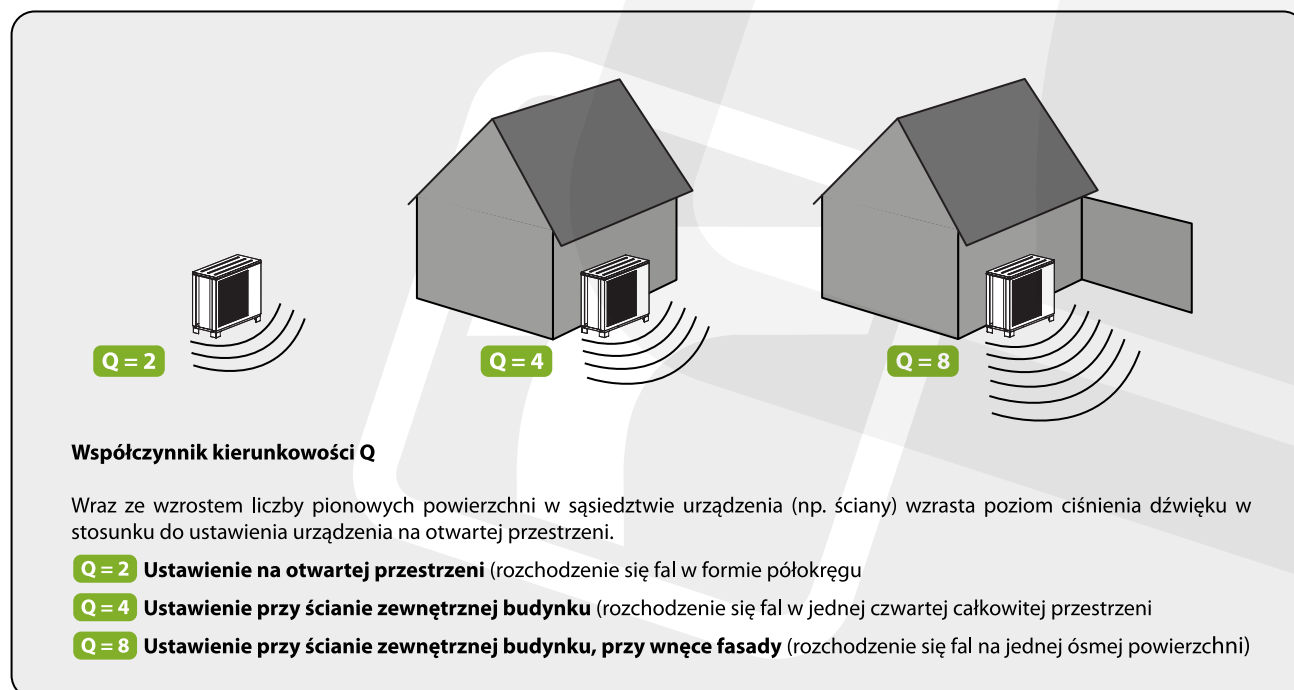 Q = 2
Q = 4
Q = 8
Współczynnik kierunkowości Q
Wraz ze wzrostem liczby pionowych powierzchni w sąsiedztwie urządzenia (np. ściany) wzrasta poziom ciśnienia dźwięku w
stosunku do ustawienia urządzenia na otwartej przestrzeni.
Q = 2 Ustawienie na otwartej przestrzeni (rozchodzenie się fal w formie półokręgu
Q = 4 Ustawienie przy ścianie zewnętrznej budynku (rozchodzenie się fal w jednej czwartej całkowitej przestrzeni
Q = 8 Ustawienie przy ścianie zewnętrznej budynku, przy wnęce fasady (rozchodzenie się fal na jednej ósmej powierzchni)